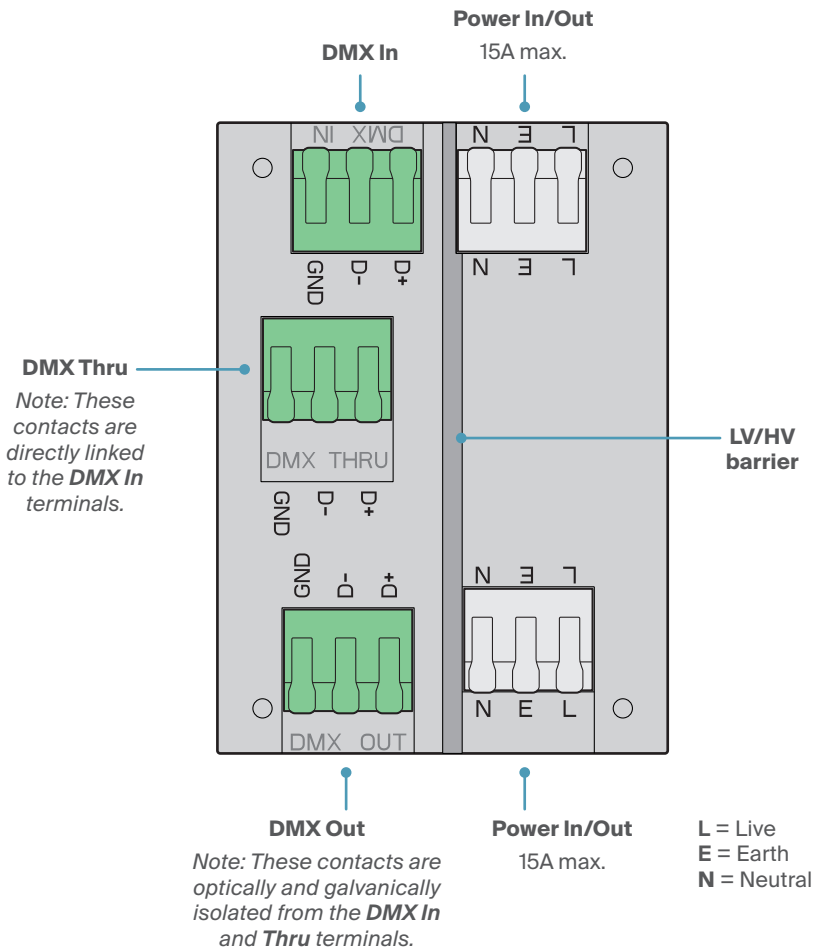 Power In/Out
15A max.
DMX In
DMX IN
N E L
GND D- D+
N E L
DMX Thru
Note: These
contacts are
directly linked
to the DMX In
terminals.
DMX THRU
LV/HV
barrier
GND D- D+
GND D- D+
N E L
N E L
DMX OUT
DMX Out
Note: These contacts are
optically and galvanically
isolated from the DMX In
and Thru terminals.
Power In/Out
15A max.
L = Live
E = Earth
N = Neutral